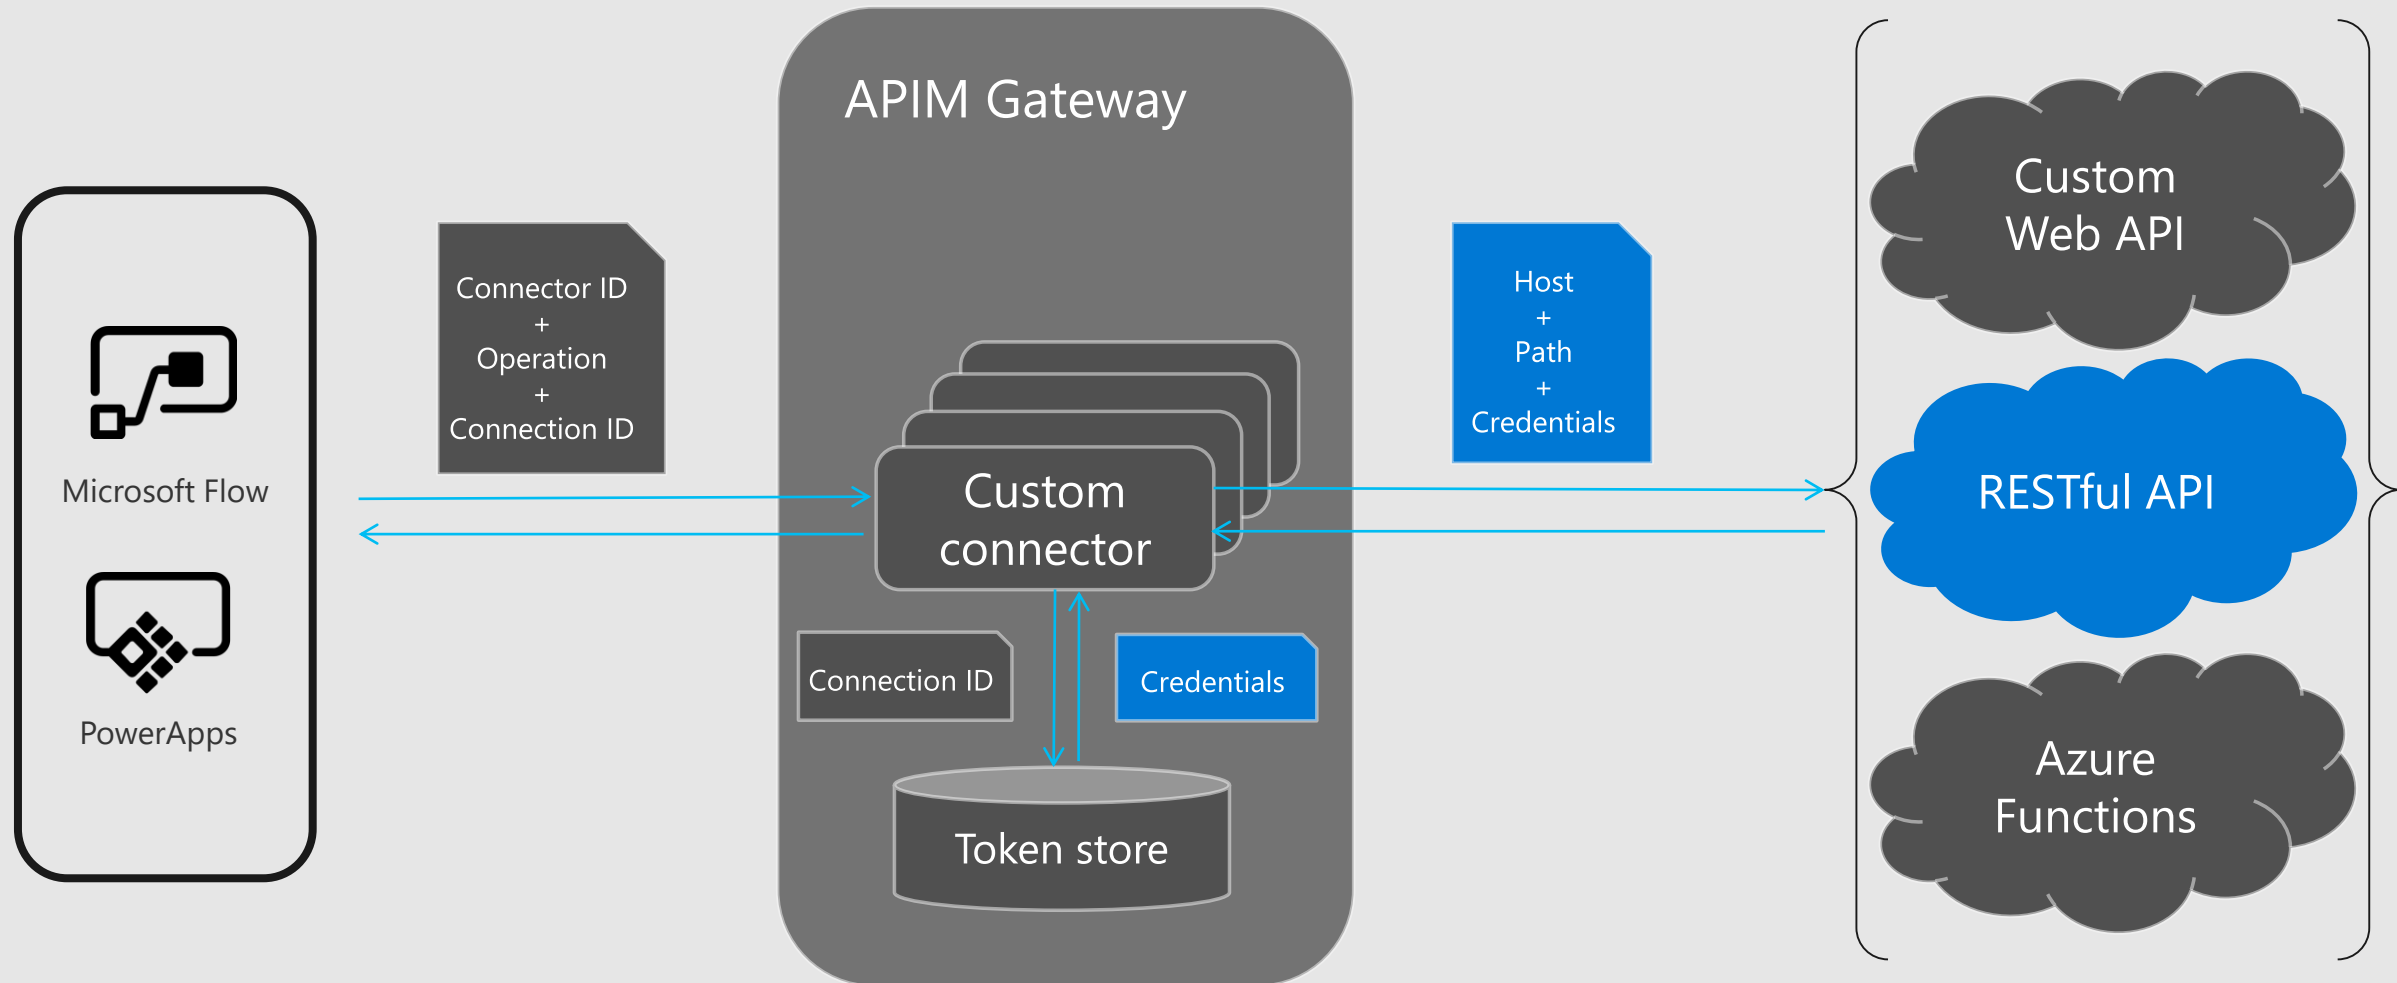 APIM Gateway
Microsoft Flow
PowerApps
Connector ID
+
Operation
+
Connection ID
Custom
connector
Connection ID
Credentials
Token store
Host
+
Path
+
Credentials
Custom
Web API
RESTful API
Azure
Functions